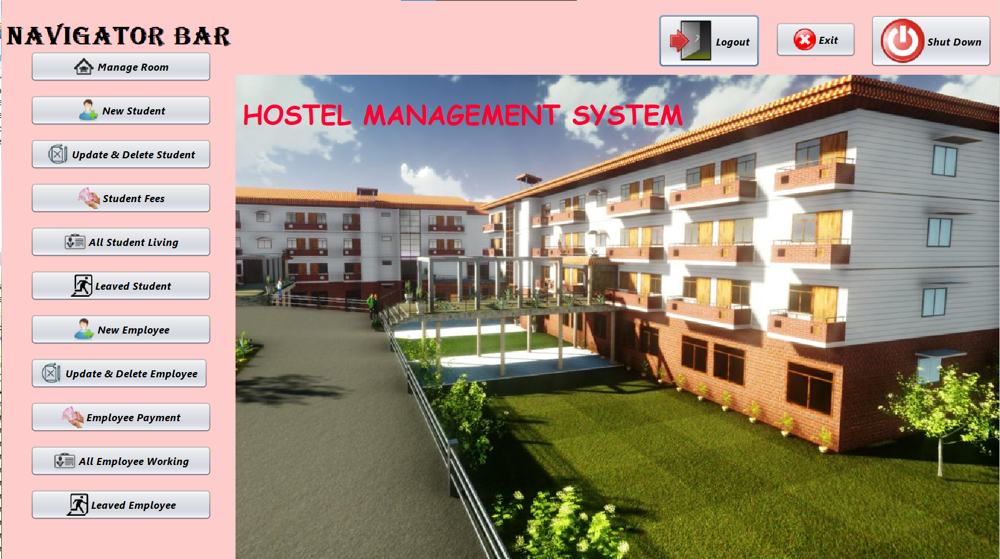 NAVIGATOR BAR
Logout
Exit
Shut Down
Manage Room
New Student
Update & Delete Student
Student Fees
All Student Living
Leaved Student
New Employee
Update & Delete Employee
Employee Payment
All Employee Working
Leaved Employee
HOSTEL MANAGEMENT SYSTEM